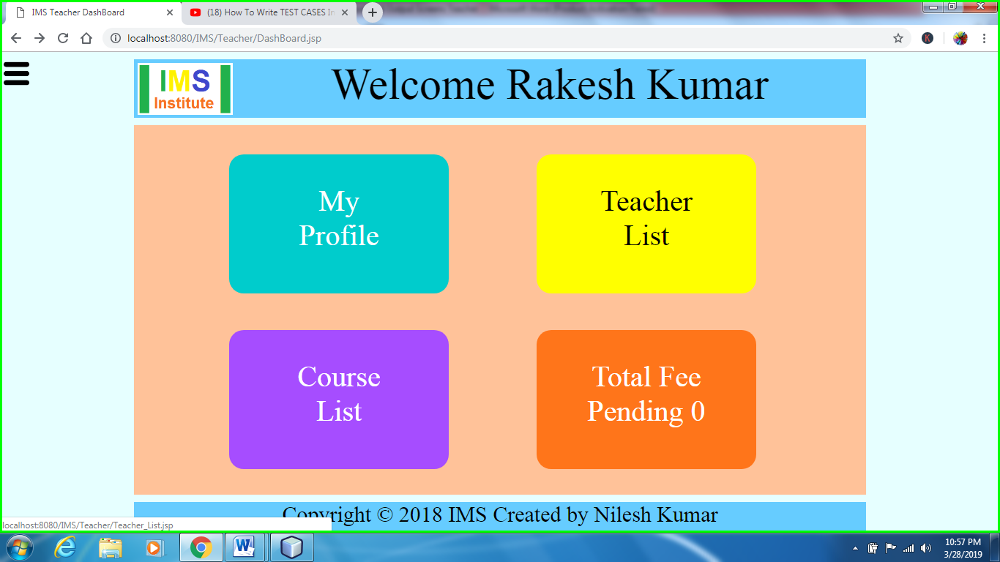 IMS Teacher DashBoard
(18) How To Write TEST CASES In
localhost:8080/IMS/Teacher/DashBoard.jsp
K
IMS
Institute
Welcome Rakesh Kumar
My
Profile
Teacher
List
Course
List
Total Fee
Pending 0
Copyright © 2018 IMS Created by Nilesh Kumar
localhost:8080/IMS/Teacher/Teacher_List.jsp
10:57 PM
3/28/2019